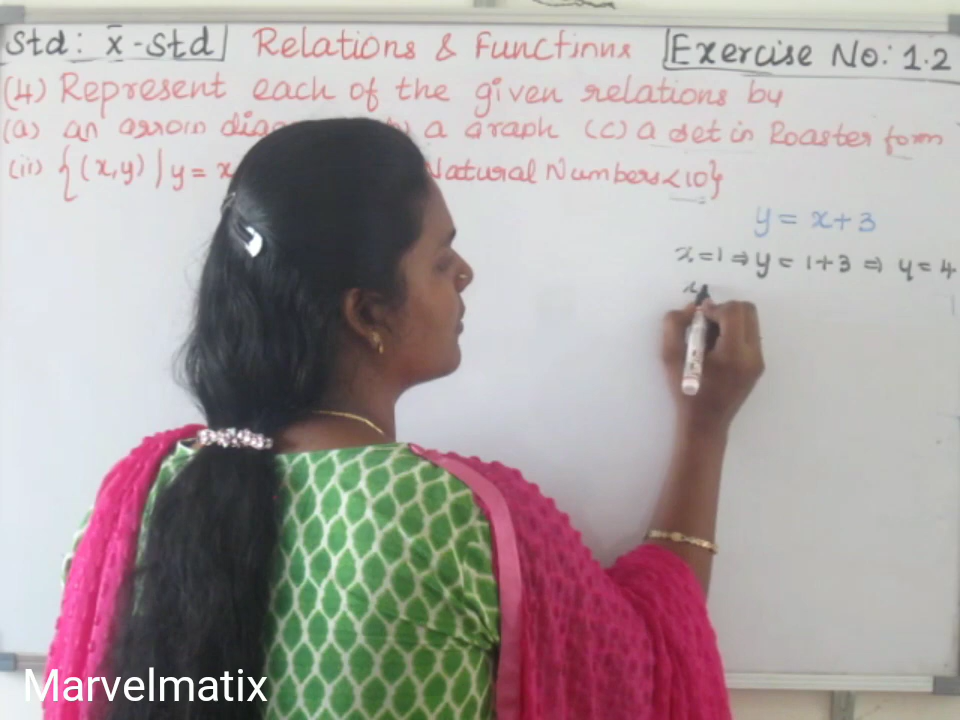 Std: X-Std Relations & Functions Exercise No: 1.2
(4) Represent each of the given relations by
(a) an arrow a graph (c) a set in Roaster form
(ii) {(x,y) | y = x Natural Numbers <10}
y = x+3
x=1 ⇒ y = 1+3 ⇒ y = 4
x
Marvelmatix